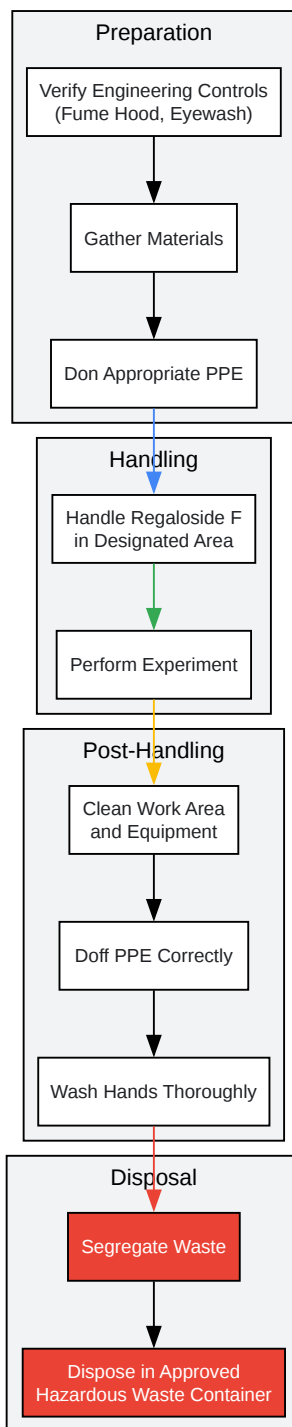 Preparation
Verify Engineering Controls
(Fume Hood, Eyewash)
Gather Materials
Don Appropriate PPE
Handling
Handle Regaloside F
in Designated Area
Perform Experiment
Post-Handling
Clean Work Area
and Equipment
Doff PPE Correctly
Wash Hands Thoroughly
Disposal
Segregate Waste
Dispose in Approved
Hazardous Waste Container